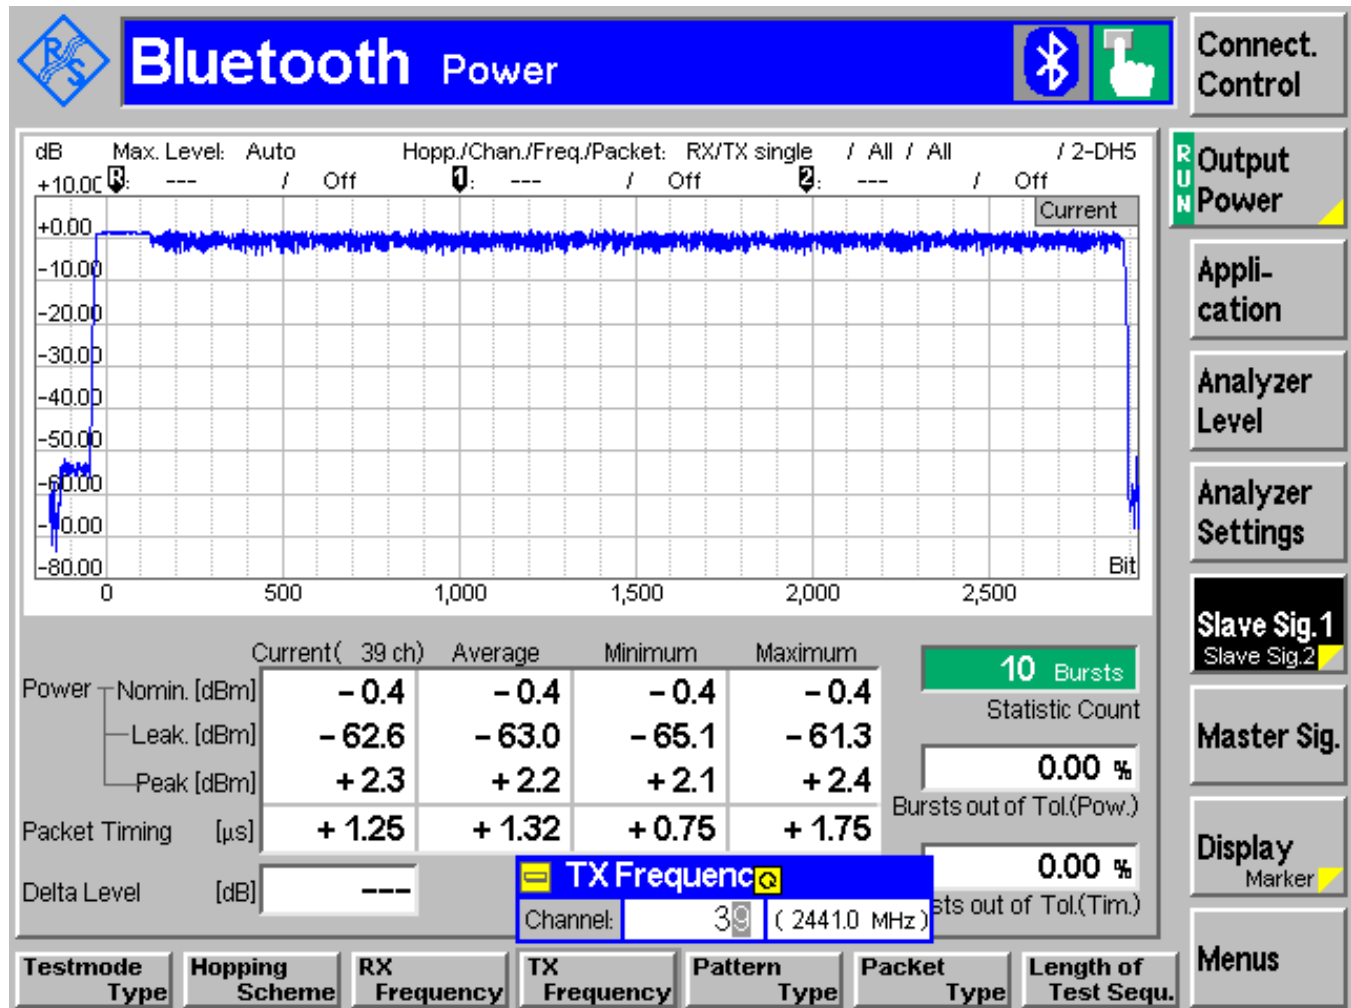 R S
Bluetooth Power
Connect. Control
dB Max. Level: Auto Hopp./Chan./Freq./Packet: RX/TX single / All / All / 2-DH5
+10.00 R: --- / Off 1: --- / Off 2: --- / Off
Current
+0.00
-10.00
-20.00
-30.00
-40.00
-50.00
-60.00
-70.00
-80.00
Bit
0 500 1,000 1,500 2,000 2,500
RUN
Output Power
Appli-
cation
Analyzer Level
Analyzer Settings
Slave Sig.1
Slave Sig.2
Master Sig.
Display
Marker
Menus
Current( 39 ch) Average Minimum Maximum
Power Nomin. [dBm] - 0.4 - 0.4 - 0.4 - 0.4
Leak. [dBm] - 62.6 - 63.0 - 65.1 - 61.3
Peak [dBm] + 2.3 + 2.2 + 2.1 + 2.4
Packet Timing [µs] + 1.25 + 1.32 + 0.75 + 1.75
Delta Level [dB] ---
10 Bursts
Statistic Count
0.00 %
Bursts out of Tol.(Pow.)
0.00 %
sts out of Tol.(Tim.)
TX Frequenc
Channel: 39 ( 2441.0 MHz )
Testmode Type
Hopping Scheme
RX Frequency
TX Frequency
Pattern Type
Packet Type
Length of Test Sequ.